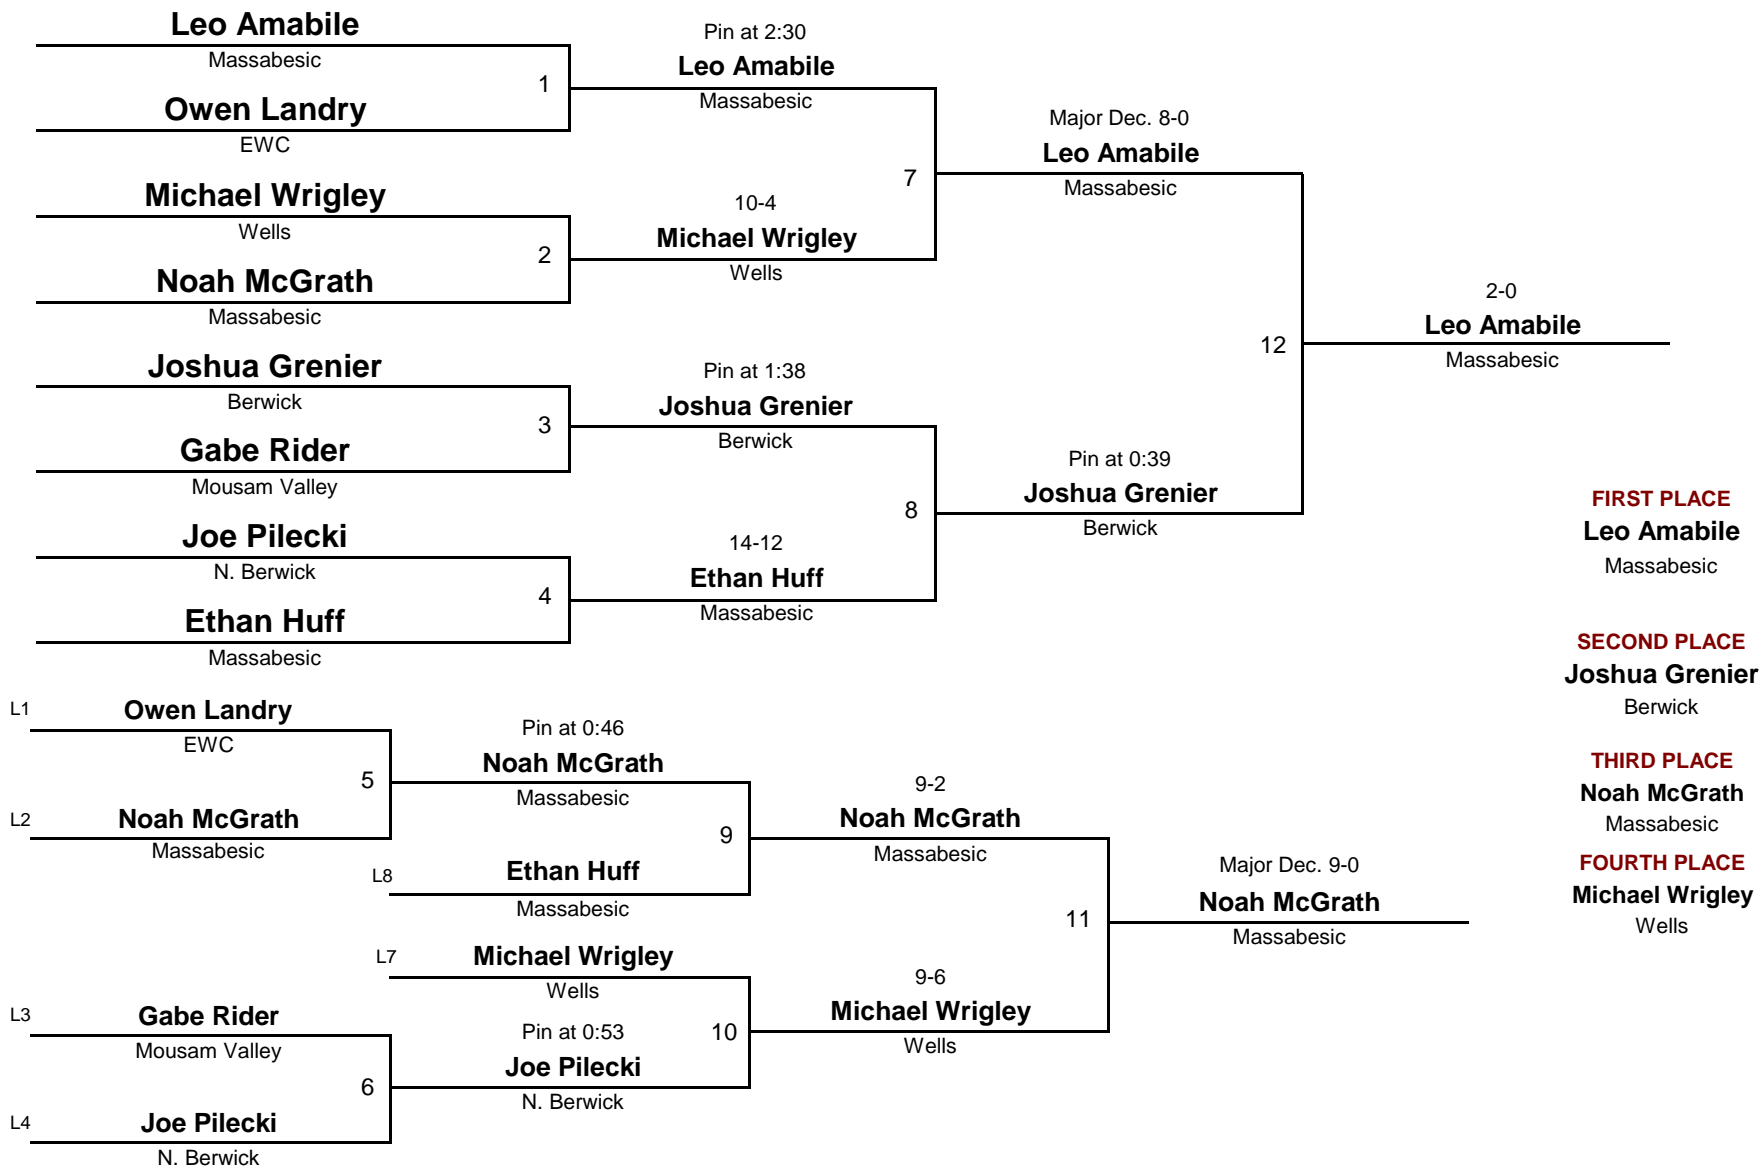 Leo Amabile
Massabesic
1
Owen Landry
EWC
Pin at 2:30
Leo Amabile
Massabesic
Michael Wrigley
Wells
2
Noah McGrath
Massabesic
10-4
Michael Wrigley
Wells
7
Major Dec. 8-0
Leo Amabile
Massabesic
Joshua Grenier
Berwick
3
Gabe Rider
Mousam Valley
Pin at 1:38
Joshua Grenier
Berwick
Joe Pilecki
N. Berwick
4
Ethan Huff
Massabesic
14-12
Ethan Huff
Massabesic
8
Pin at 0:39
Joshua Grenier
Berwick
12
2-0
Leo Amabile
Massabesic
FIRST PLACE
Leo Amabile
Massabesic
SECOND PLACE
Joshua Grenier
Berwick
THIRD PLACE
Noah McGrath
Massabesic
FOURTH PLACE
Michael Wrigley
Wells
L1
Owen Landry
EWC
5
L2
Noah McGrath
Massabesic
Pin at 0:46
Noah McGrath
Massabesic
9
L8
Ethan Huff
Massabesic
9-2
Noah McGrath
Massabesic
L7
Michael Wrigley
Wells
L3
Gabe Rider
Mousam Valley
6
L4
Joe Pilecki
N. Berwick
Pin at 0:53
Joe Pilecki
N. Berwick
10
9-6
Michael Wrigley
Wells
11
Major Dec. 9-0
Noah McGrath
Massabesic